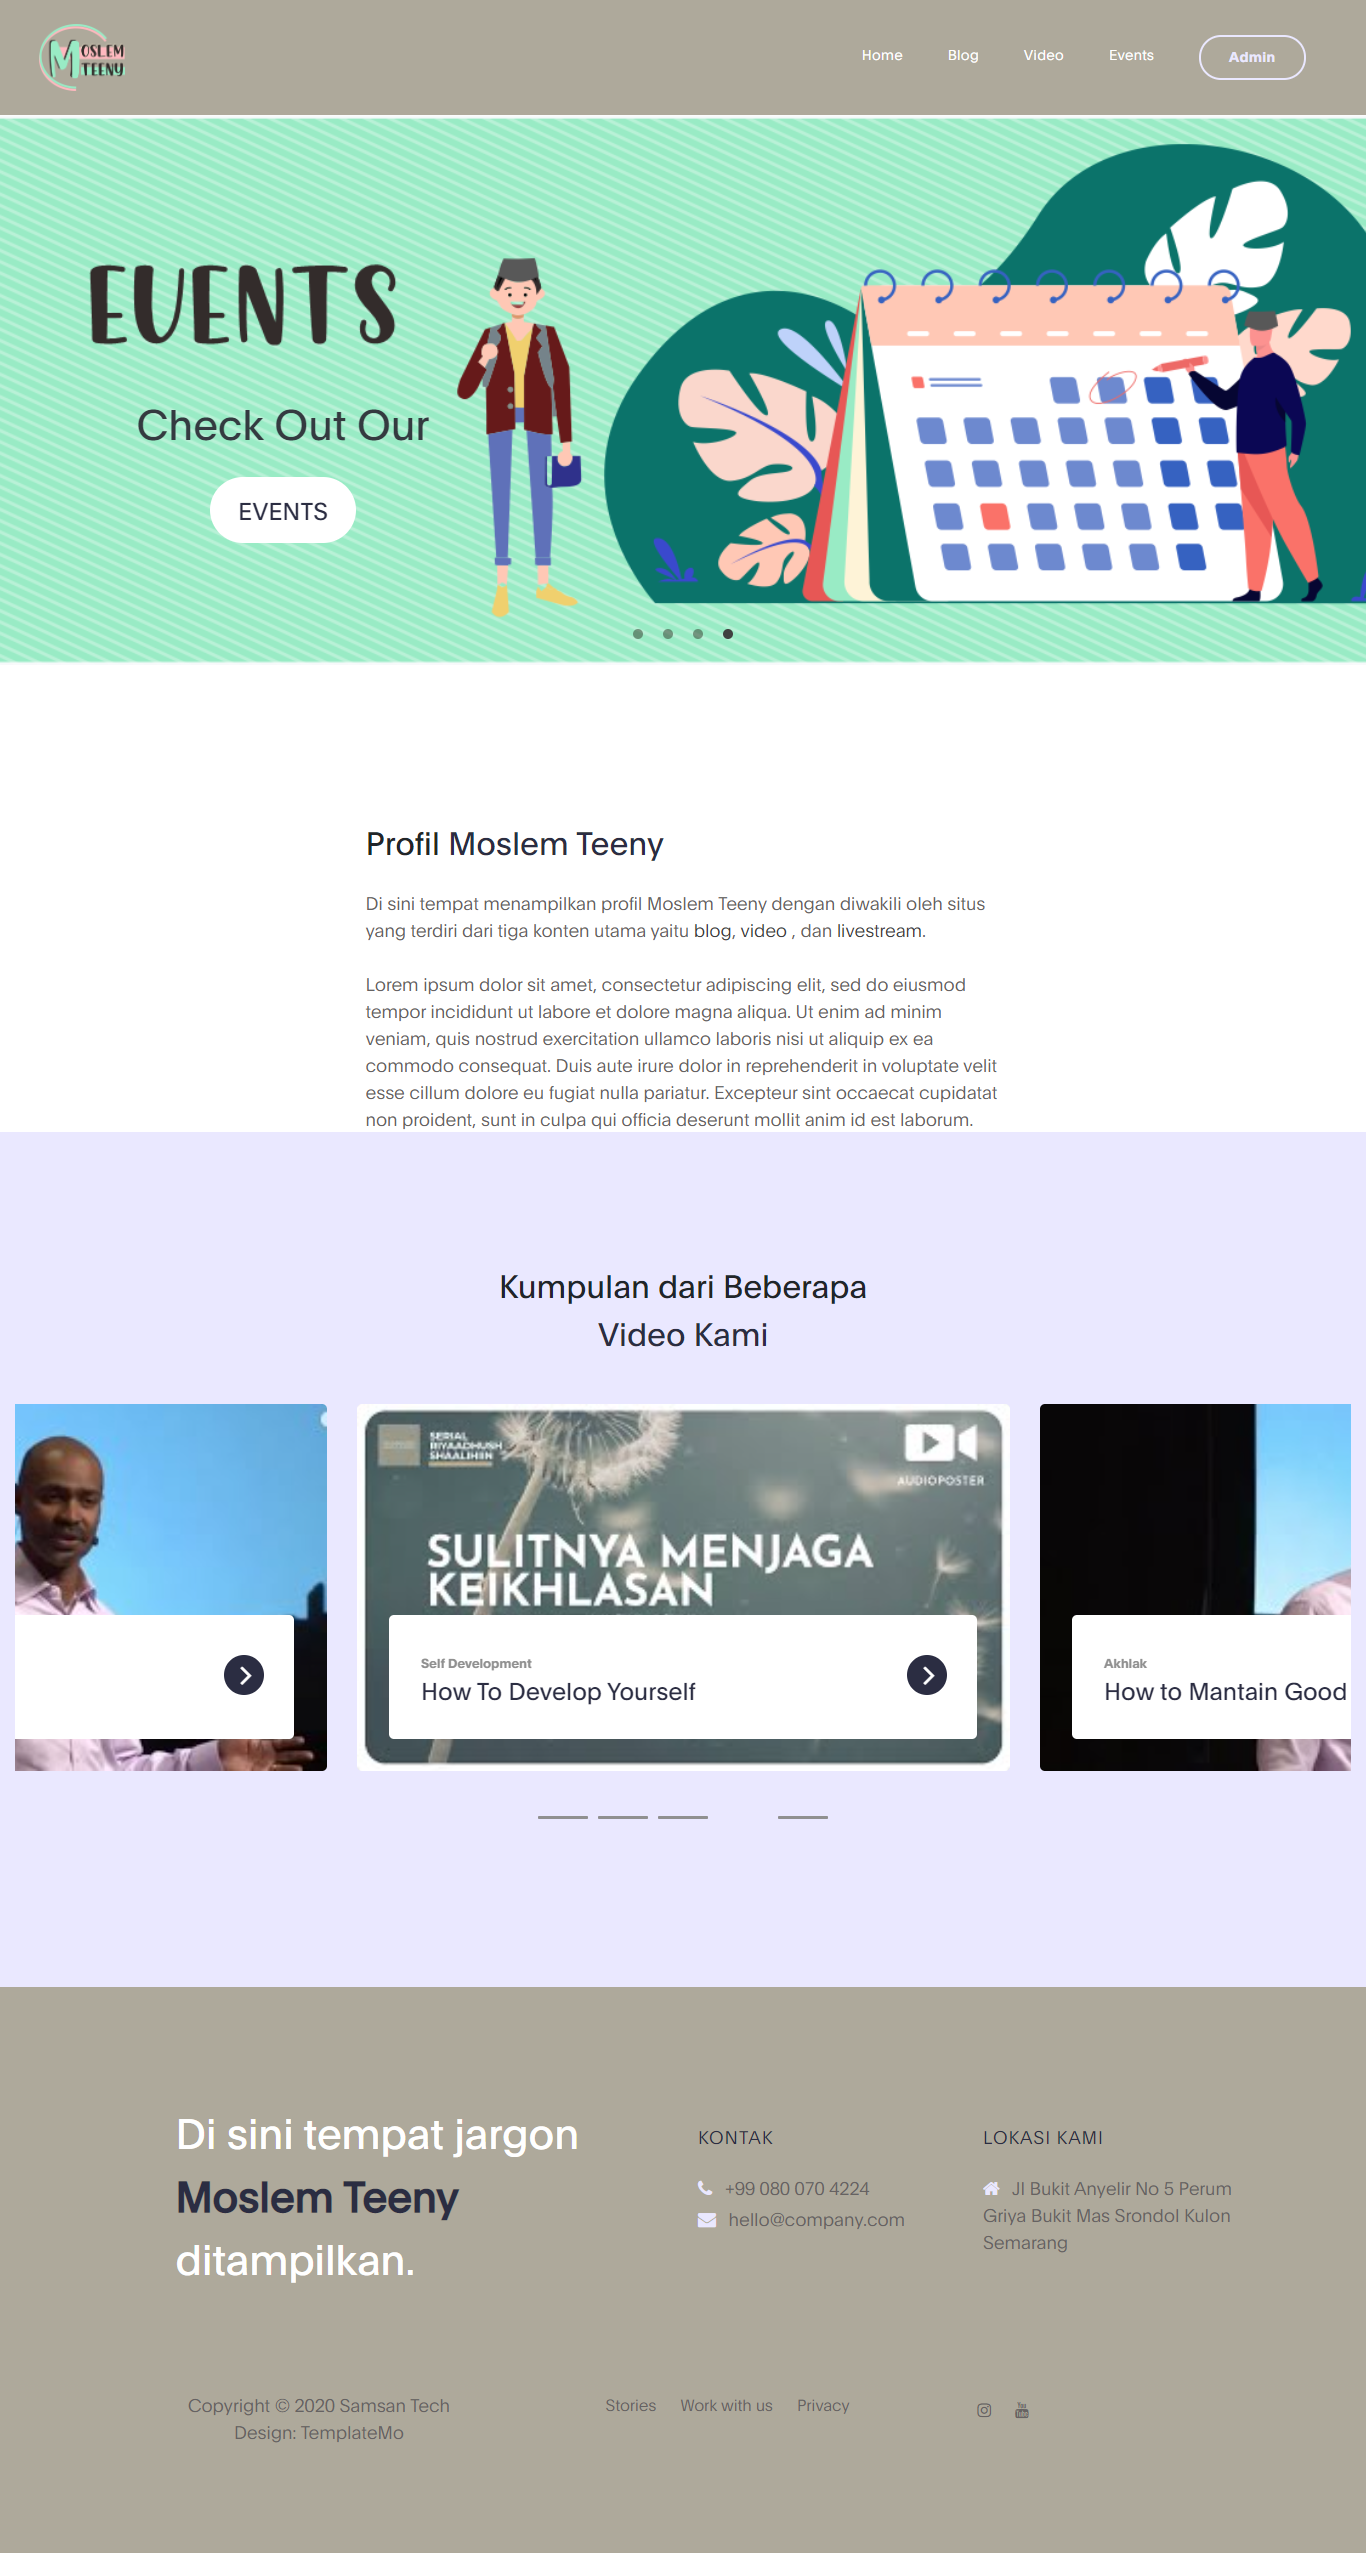 MOSLEM
TEENY
Home
Blog
Video
Events
Admin
EVENTS
Check Out Our
EVENTS
Profil Moslem Teeny
Di sini tempat menampilkan profil Moslem Teeny dengan diwakili oleh situs
yang terdiri dari tiga konten utama yaitu blog, video , dan livestream.
Lorem ipsum dolor sit amet, consectetur adipiscing elit, sed do eiusmod
tempor incididunt ut labore et dolore magna aliqua. Ut enim ad minim
veniam, quis nostrud exercitation ullamco laboris nisi ut aliquip ex ea
commodo consequat. Duis aute irure dolor in reprehenderit in voluptate velit
esse cillum dolore eu fugiat nulla pariatur. Excepteur sint occaecat cupidatat
non proident, sunt in culpa qui officia deserunt mollit anim id est laborum.
Kumpulan dari Beberapa
Video Kami
SERIAL
RIYAADHUSH
SHAALIHIIN
AUDIOPOSTER
SULITNYA MENJAGA
KEIKHLASAN
Self Development
How To Develop Yourself
Akhlak
How to Mantain Good
Di sini tempat jargon
Moslem Teeny
ditampilkan.
KONTAK
+99 080 070 4224
hello@company.com
LOKASI KAMI
Jl Bukit Anyelir No 5 Perum
Griya Bukit Mas Srondol Kulon
Semarang
Copyright © 2020 Samsan Tech
Design: TemplateMo
Stories
Work with us
Privacy